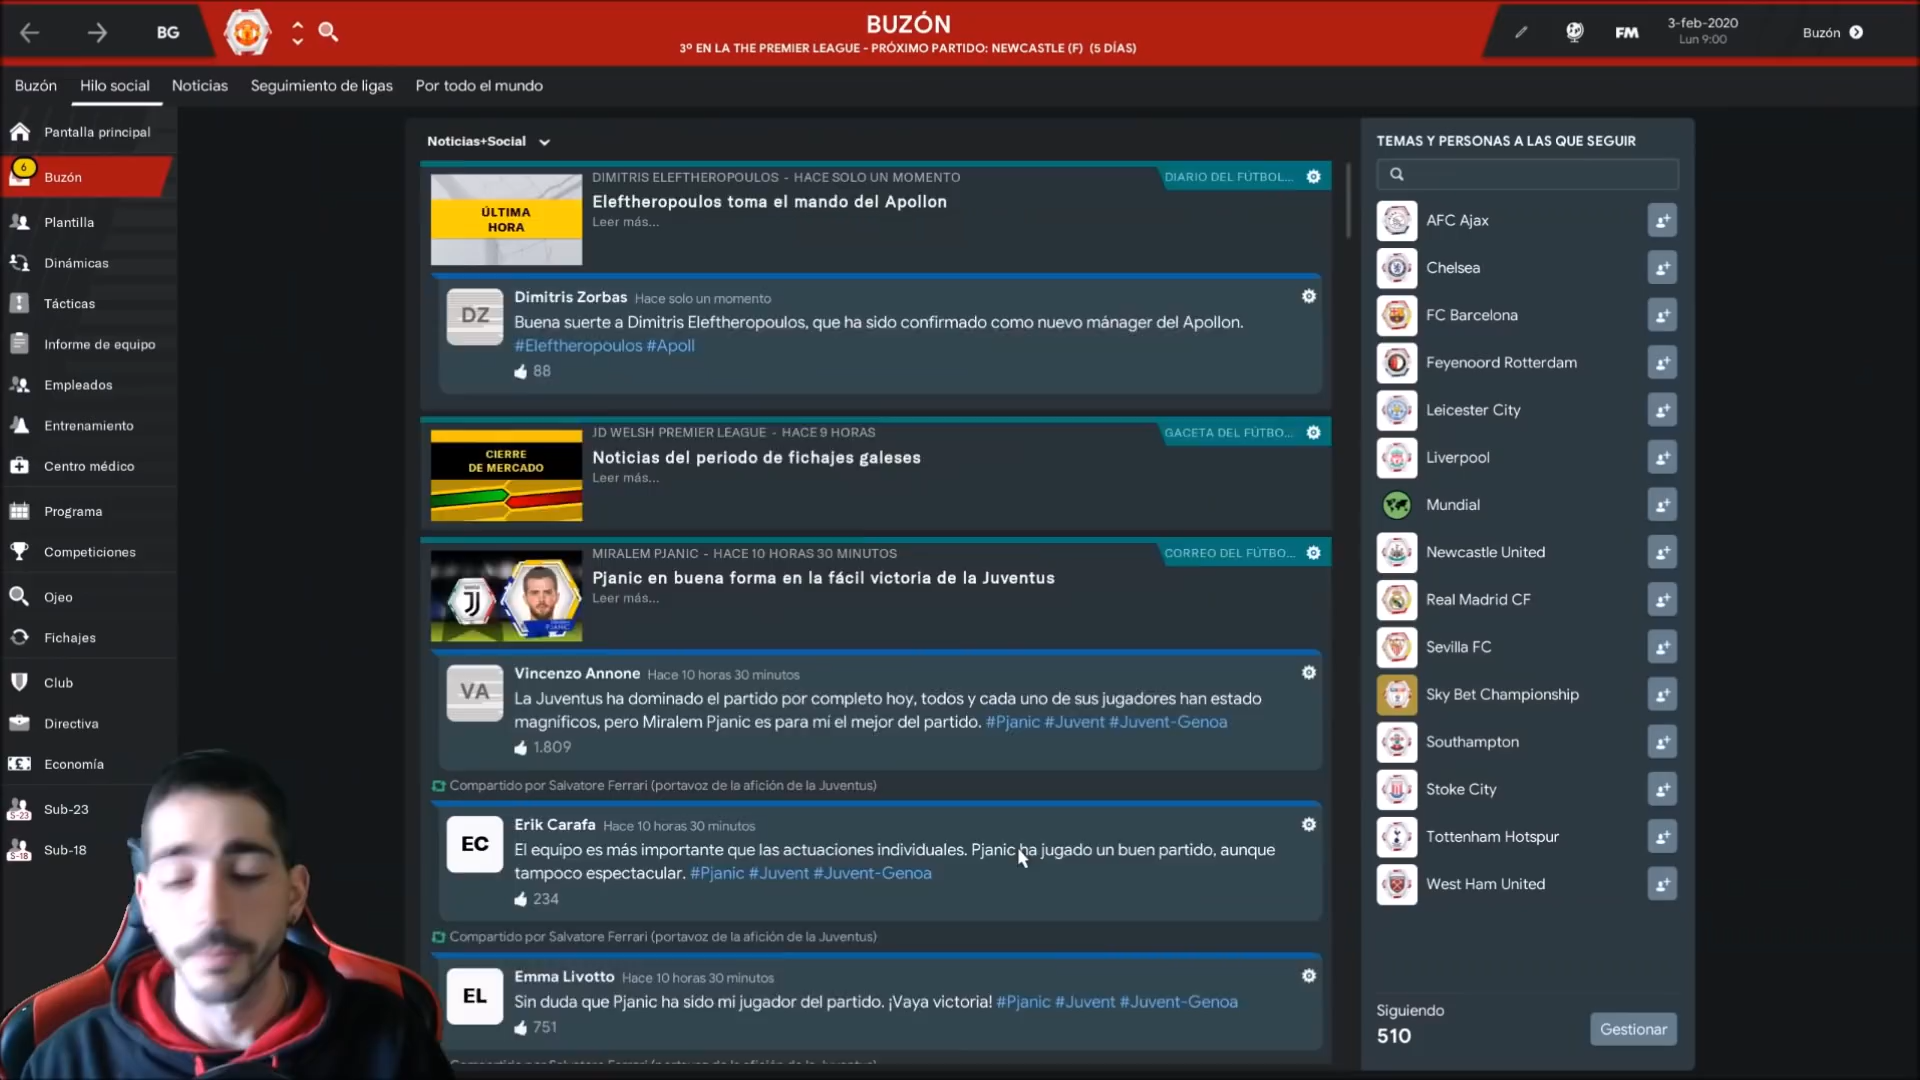 BG
BUZÓN
3º EN LA THE PREMIER LEAGUE - PRÓXIMO PARTIDO: NEWCASTLE (F) (5 DÍAS)
FM
3-feb-2020
Lun 9:00
Buzón
Buzón
Hilo social
Noticias
Seguimiento de ligas
Por todo el mundo
Pantalla principal
6
Buzón
Plantilla
Dinámicas
Tácticas
Informe de equipo
Empleados
Entrenamiento
Centro médico
Programa
Competiciones
Ojeo
Fichajes
Club
Directiva
Economía
S-23
Sub-23
S-18
Sub-18
Noticias+Social
ÚLTIMA
HORA
DIMITRIS ELEFTHEROPOULOS - HACE SOLO UN MOMENTO
DIARIO DEL FÚTBOL...
Eleftheropoulos toma el mando del Apollon
Leer más...
DZ
Dimitris Zorbas Hace solo un momento
Buena suerte a Dimitris Eleftheropoulos, que ha sido confirmado como nuevo mánager del Apollon.
#Eleftheropoulos #Apoll
88
CIERRE
DE MERCADO
JD WELSH PREMIER LEAGUE - HACE 9 HORAS
GACETA DEL FÚTBO...
Noticias del periodo de fichajes galeses
Leer más...
PJANIC
MIRALEM PJANIC - HACE 10 HORAS 30 MINUTOS
CORREO DEL FÚTBO...
Pjanic en buena forma en la fácil victoria de la Juventus
Leer más...
VA
Vincenzo Annone Hace 10 horas 30 minutos
La Juventus ha dominado el partido por completo hoy, todos y cada uno de sus jugadores han estado
magníficos, pero Miralem Pjanic es para mí el mejor del partido. #Pjanic #Juvent #Juvent-Genoa
1.809
Compartido por Salvatore Ferrari (portavoz de la afición de la Juventus)
EC
Erik Carafa Hace 10 horas 30 minutos
El equipo es más importante que las actuaciones individuales. Pjanic ha jugado un buen partido, aunque
tampoco espectacular. #Pjanic #Juvent #Juvent-Genoa
234
Compartido por Salvatore Ferrari (portavoz de la afición de la Juventus)
EL
Emma Livotto Hace 10 horas 30 minutos
Sin duda que Pjanic ha sido mi jugador del partido. ¡Vaya victoria! #Pjanic #Juvent #Juvent-Genoa
751
TEMAS Y PERSONAS A LAS QUE SEGUIR
AFC Ajax
Chelsea
FC Barcelona
Feyenoord Rotterdam
Leicester City
Liverpool
Mundial
Newcastle United
Real Madrid CF
Sevilla FC
Sky Bet Championship
Southampton
Stoke City
Tottenham Hotspur
West Ham United
Siguiendo
510
Gestionar